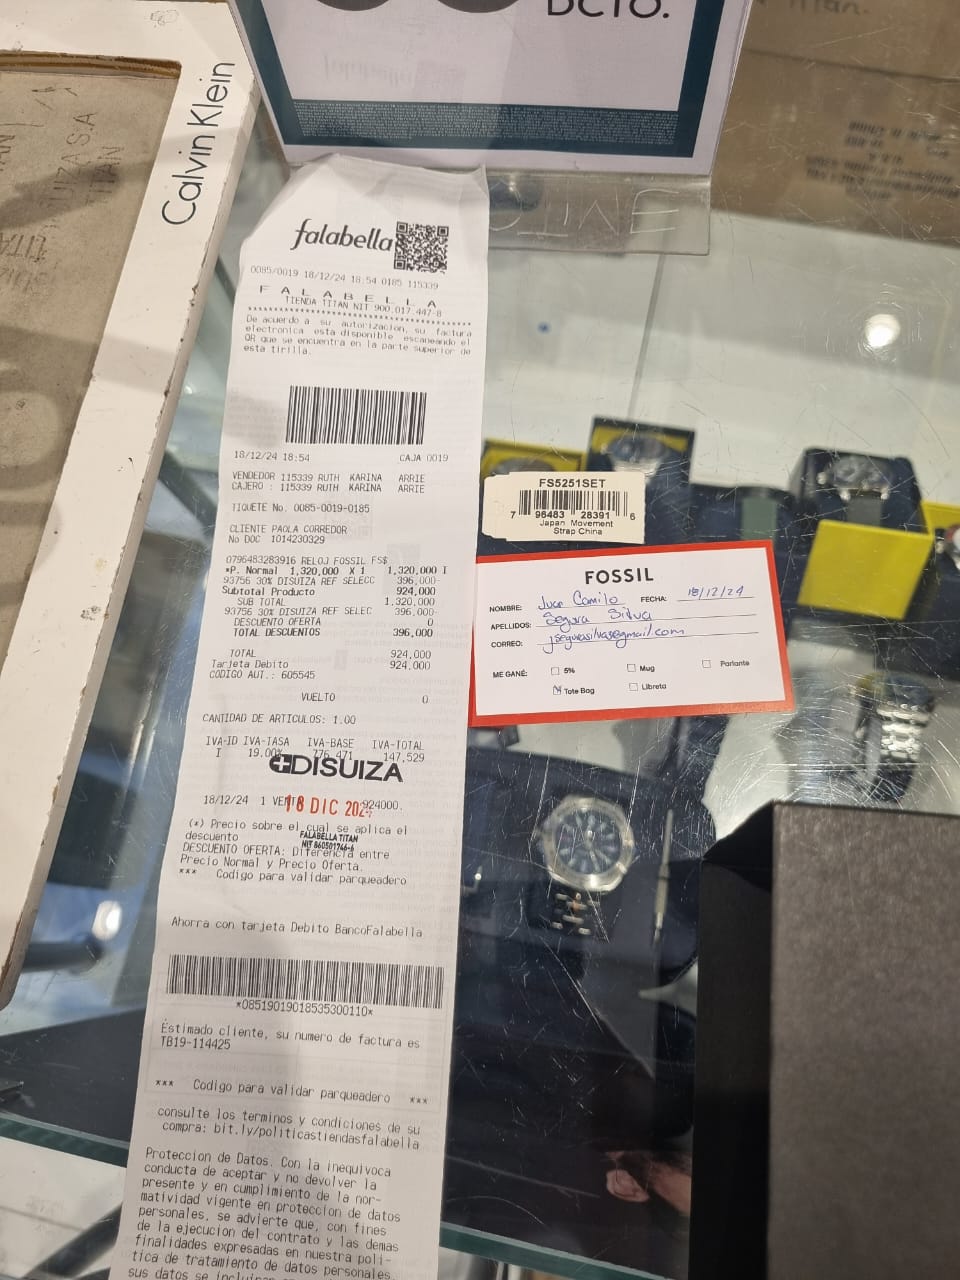 DCTO.
Calvin Klein
falabella
0085/0019 18/12/24 18:54 0185 115339
F A L A B E L L A
TIENDA TITAN NIT 900.017.447-8
De acuerdo a su autorizacion, su factura
electronica esta disponible escaneando el
QR que se encuentra en la parte superior de
esta tirilla.
18/12/24 18:54 CAJA 0019
VENDEDOR 115339 RUTH KARINA ARRIE
CAJERO : 115339 RUTH KARINA ARRIE
TIQUETE No. 0085-0019-0185
CLIENTE PAOLA CORREDOR
No DOC 1014230329
0796483283916 RELOJ FOSSIL FS$
*P. Normal 1,320,000 X 1 1,320,000 I
93756 30% DISUIZA REF SELECC 396,000-
Subtotal Producto 924,000
SUB TOTAL 1,320,000
93756 30% DISUIZA REF SELEC 396,000-
DESCUENTO OFERTA 0
TOTAL DESCUENTOS 396,000
TOTAL 924,000
Tarjeta Debito 924,000
CODIGO AUT.: 605545
VUELTO 0
CANTIDAD DE ARTICULOS: 1.00
IVA-ID IVA-TASA IVA-BASE IVA-TOTAL
I 19.00% 776,471 147,529
DISUIZA
18/12/24 1 924000.
18 DIC 2024
(*) Precio sobre el cual se aplica el
descuento
FALABELLA TITAN
NIT 860501746-6
DESCUENTO OFERTA: Diferencia entre
Precio Normal y Precio Oferta.
*** Codigo para validar parqueadero
Ahorra con tarjeta Debito BancoFalabella
*08519019018535300110*
Estimado cliente, su numero de factura es
TB19-114425
*** Codigo para validar parqueadero ***
consulte los terminos y condiciones de su
compra: bit.ly/politicastiendasfalabella
Proteccion de Datos. Con la inequivoca
conducta de aceptar y no devolver la
presente y en cumplimiento de la nor-
matividad vigente en proteccion de datos
personales, se advierte que, con fines
de la ejecucion del contrato y las demas
finalidades expresadas en nuestra poli-
tica de tratamiento de datos personales,
sus datos se
FS5251SET
7 96483 28391 6
Japan Movement
Strap China
FOSSIL
NOMBRE: Juan Camilo FECHA: 18/12/24
APELLIDOS: Segura Silva
CORREO: jsegurasilva@gmail.com
ME GANÉ: 5% Mug Parlante
Tote Bag Libreta